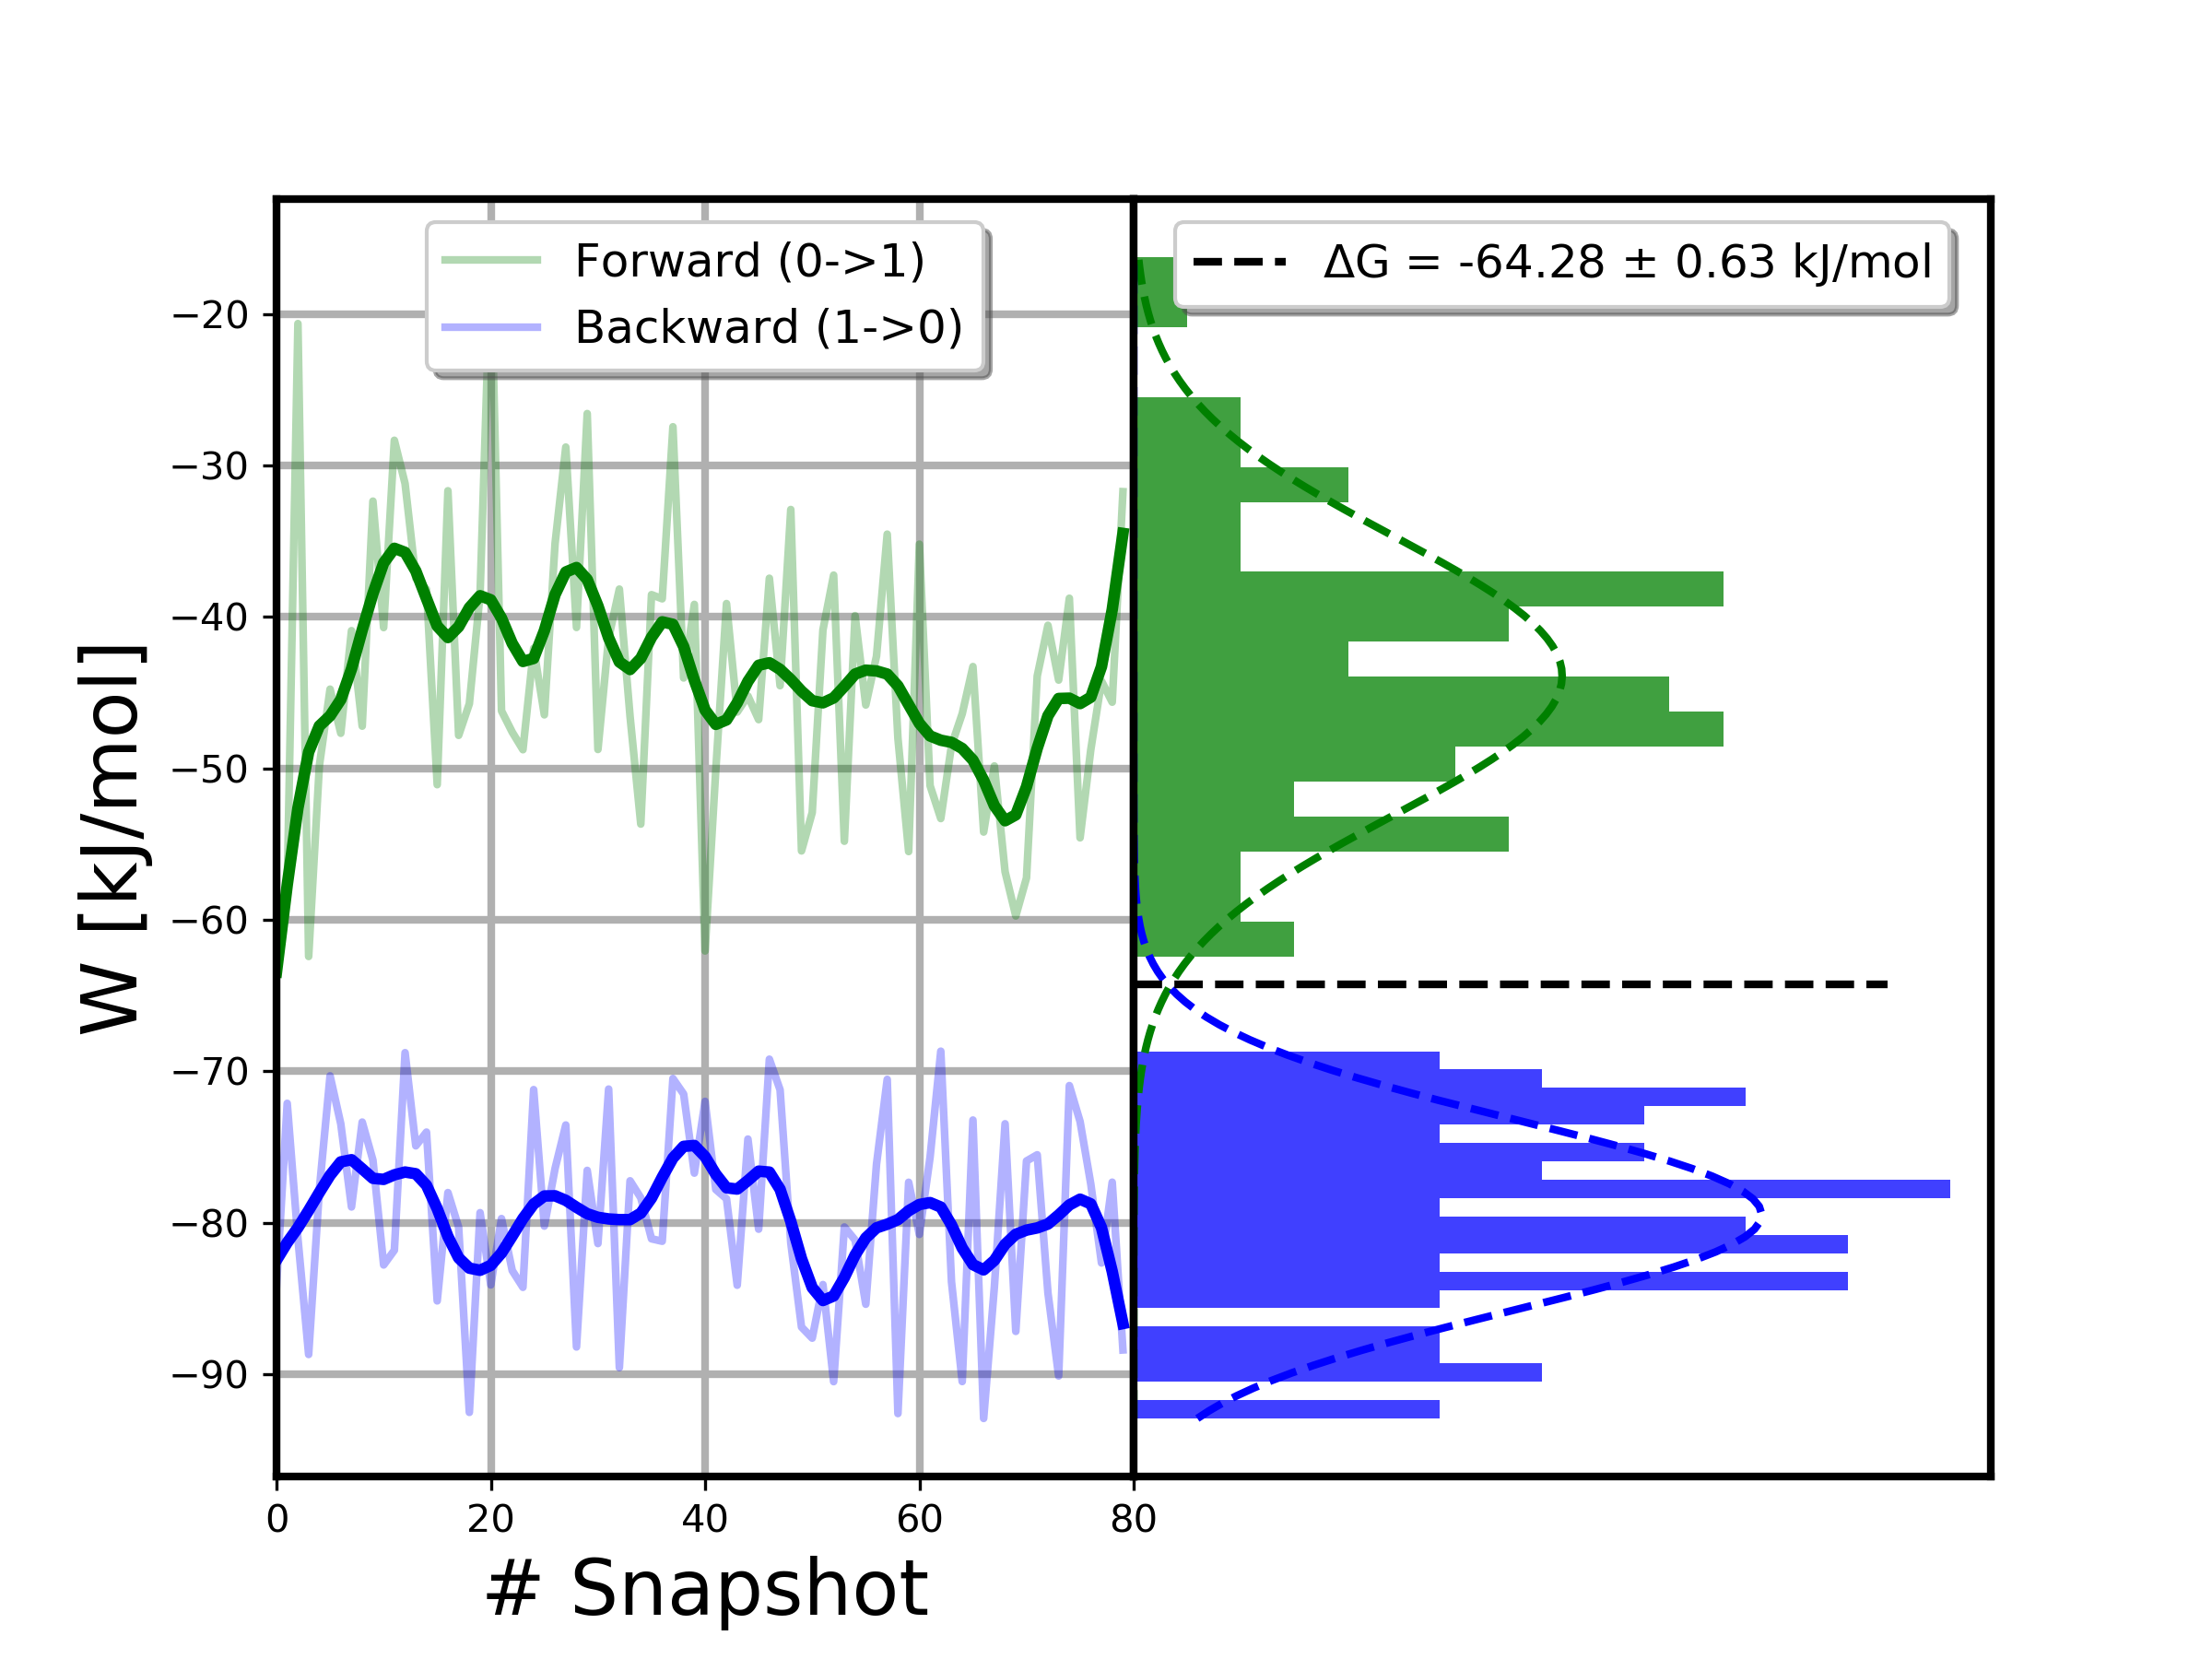 Forward (0->1)
Backward (1->0)
ΔG = -64.28 ± 0.63 kJ/mol
−20
−30
−40
−50
−60
−70
−80
−90
W [kJ/mol]
0 20 40 60 80
# Snapshot